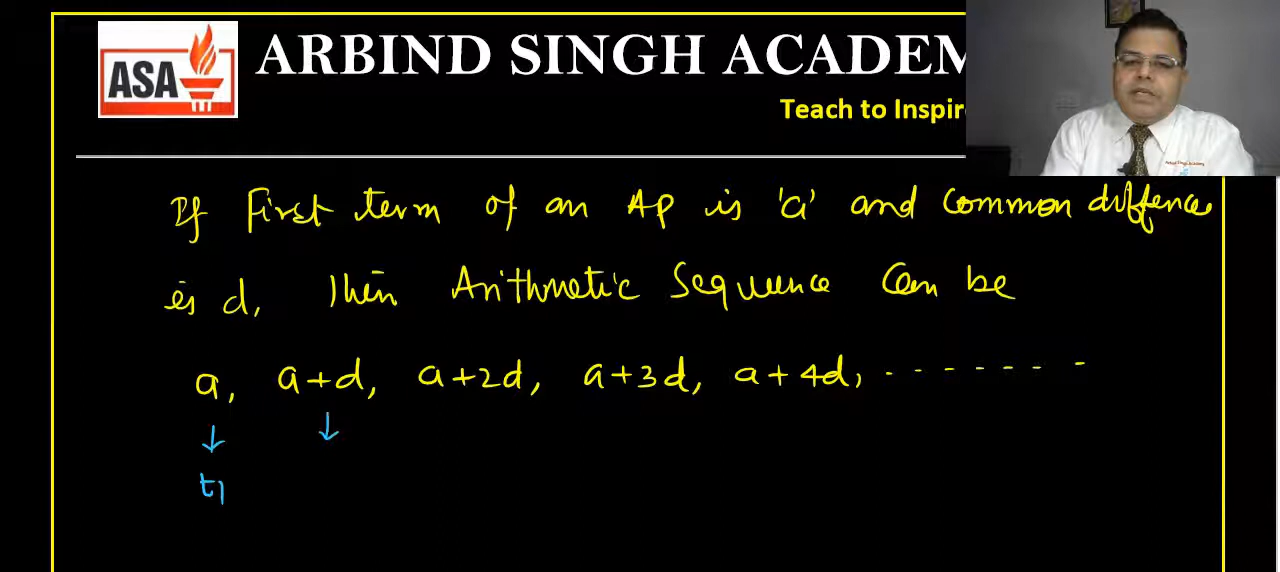 ASA
ARBIND SINGH ACADEM
Teach to Inspir
If First term of an AP is 'a' and common diffence
is d, Then Arithmetic Sequence Can be
a, a+d, a+2d, a+3d, a+4d, - - - - - - -
↓ ↓
t1